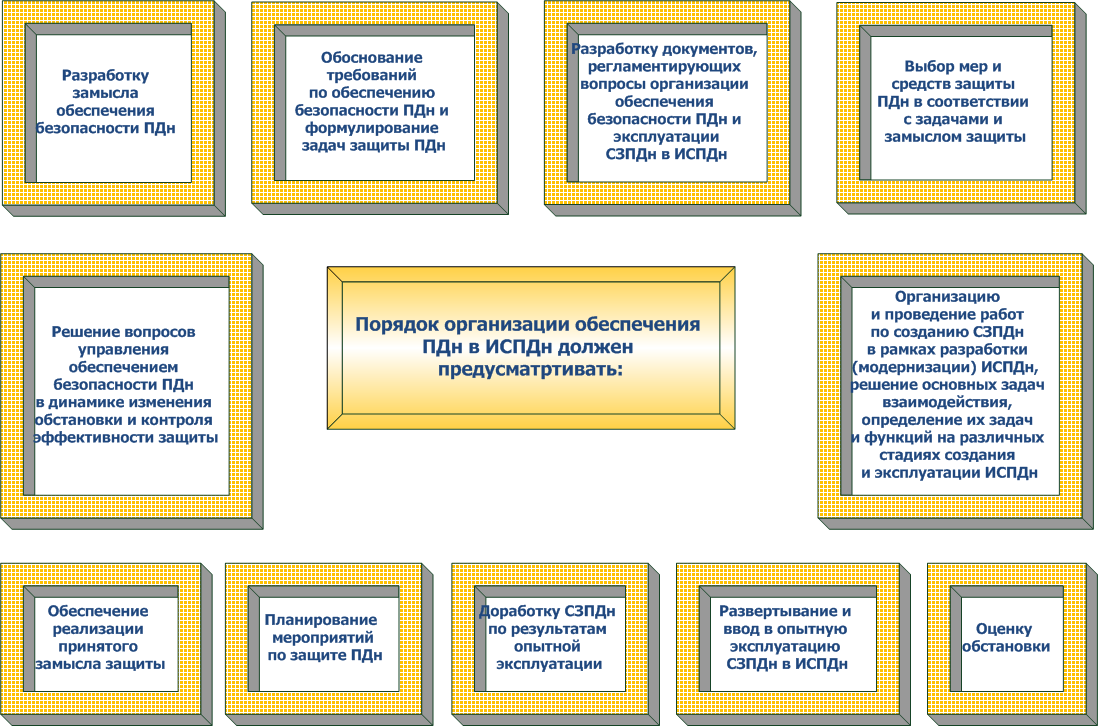 Разработку
замысла
обеспечения
безопасности ПДн
Обоснование
требований
по обеспечению
безопасности ПДн и
формулирование
задач защиты ПДн
Разработку документов,
регламентирующих
вопросы организации
обеспечения
безопасности ПДн и
эксплуатации
СЗПДн в ИСПДн
Выбор мер и
средств защиты
ПДн в соответствии
с задачами и
замыслом защиты
Решение вопросов
управления
обеспечением
безопасности ПДн
в динамике изменения
обстановки и контроля
эффективности защиты
Порядок организации обеспечения
ПДн в ИСПДн должен
предусматртивать:
Организацию
и проведение работ
по созданию СЗПДн
в рамках разработки
(модернизации) ИСПДн,
решение основных задач
взаимодействия,
определение их задач
и функций на различных
стадиях создания
и эксплуатации ИСПДн
Обеспечение
реализации
принятого
замысла защиты
Планирование
мероприятий
по защите ПДн
Доработку СЗПДн
по результатам
опытной
эксплуатации
Развертывание и
ввод в опытную
эксплуатацию
СЗПДн в ИСПДн
Оценку
обстановки